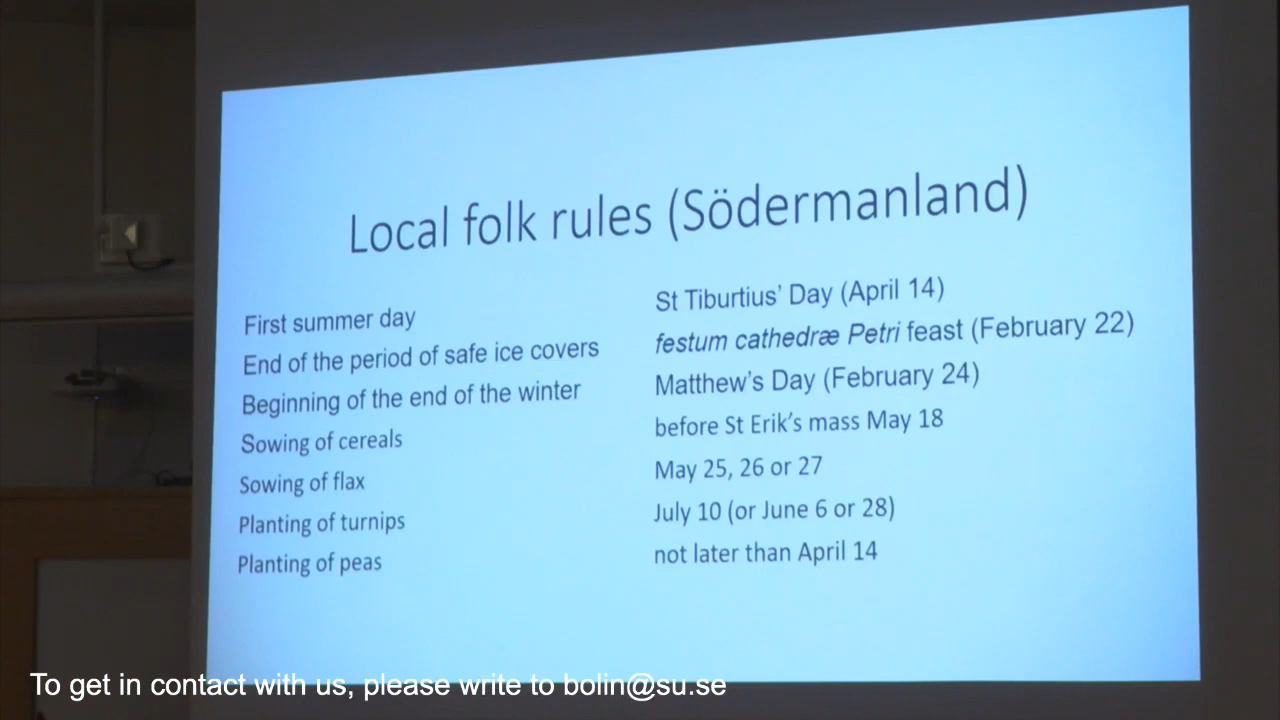 Local folk rules (Södermanland)
First summer day St Tiburtius’ Day (April 14)
End of the period of safe ice covers festum cathedræ Petri feast (February 22)
Beginning of the end of the winter Matthew’s Day (February 24)
Sowing of cereals before St Erik’s mass May 18
Sowing of flax May 25, 26 or 27
Planting of turnips July 10 (or June 6 or 28)
Planting of peas not later than April 14
To get in contact with us, please write to bolin@su.se